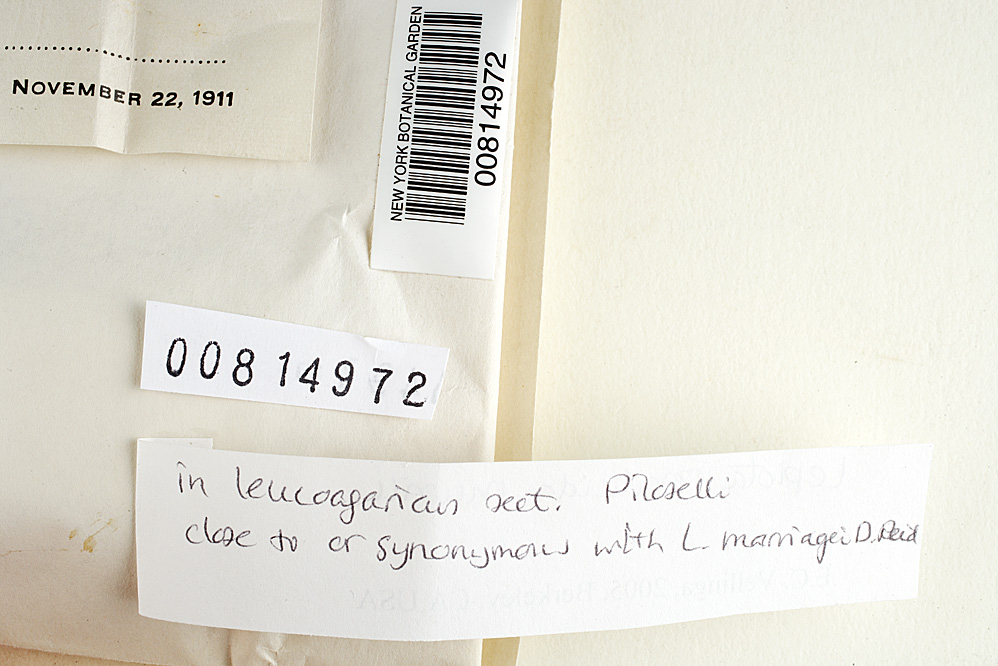 NOVEMBER 22, 1911
NEW YORK BOTANICAL GARDEN
00814972
00814972
in leucoagaricus sect. Piloselli
close to or synonymous with L. marriagei D. Reid